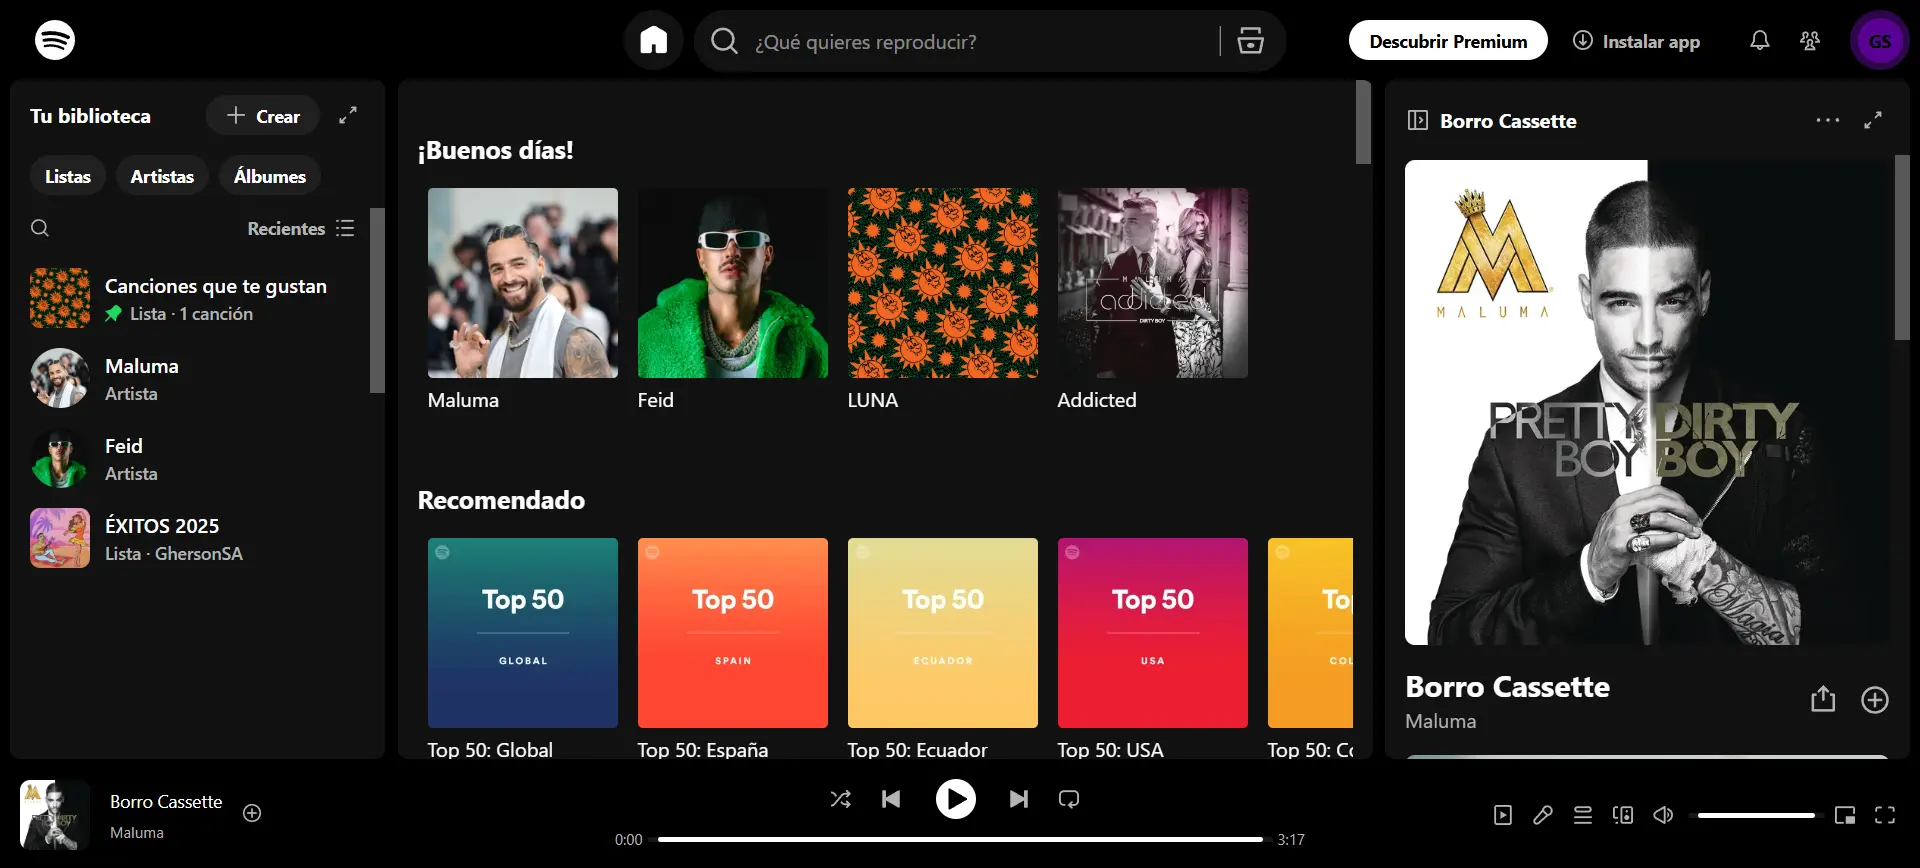 ¿Qué quieres reproducir?
Descubrir Premium
Instalar app
GS
Tu biblioteca
Crear
Listas
Artistas
Álbumes
Recientes
Canciones que te gustan
Lista · 1 canción
Maluma
Artista
Feid
Artista
ÉXITOS 2025
Lista · GhersonSA
¡Buenos días!
MALUMA
addicted
DIRTY BOY
Maluma
Feid
LUNA
Addicted
Recomendado
Top 50
GLOBAL
Top 50
SPAIN
Top 50
ECUADOR
Top 50
USA
Top 50: Global
Top 50: España
Top 50: Ecuador
Top 50: USA
Borro Cassette
MALUMA
PRETTY BOY
DIRTY BOY
Magia
Borro Cassette
Maluma
Borro Cassette
Maluma
0:00
3:17